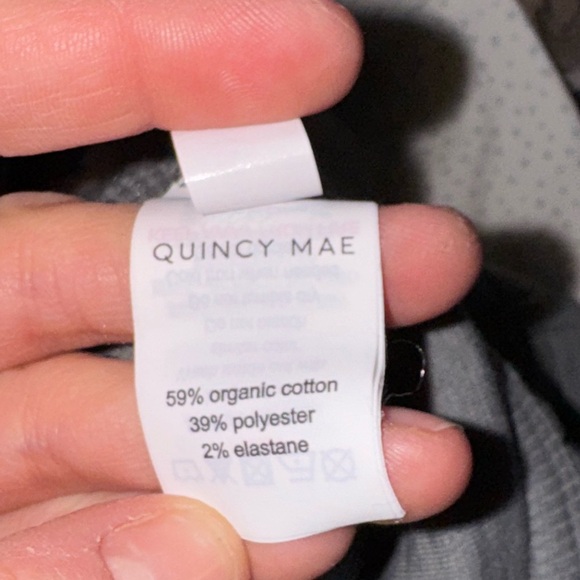 QUINCY MAE
59% organic cotton
39% polyester
2% elastane